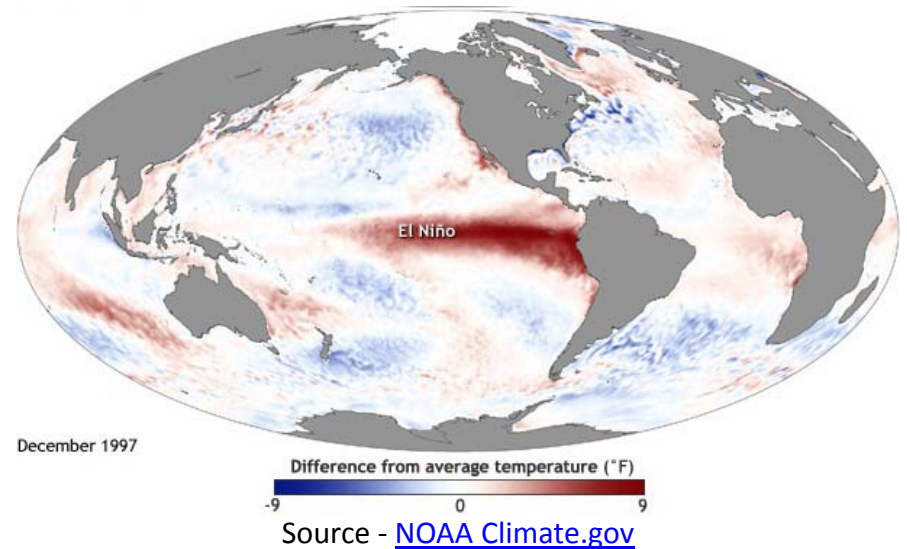 El Niño
December 1997
Difference from average temperature (°F)
-9 0 9
Source - NOAA Climate.gov